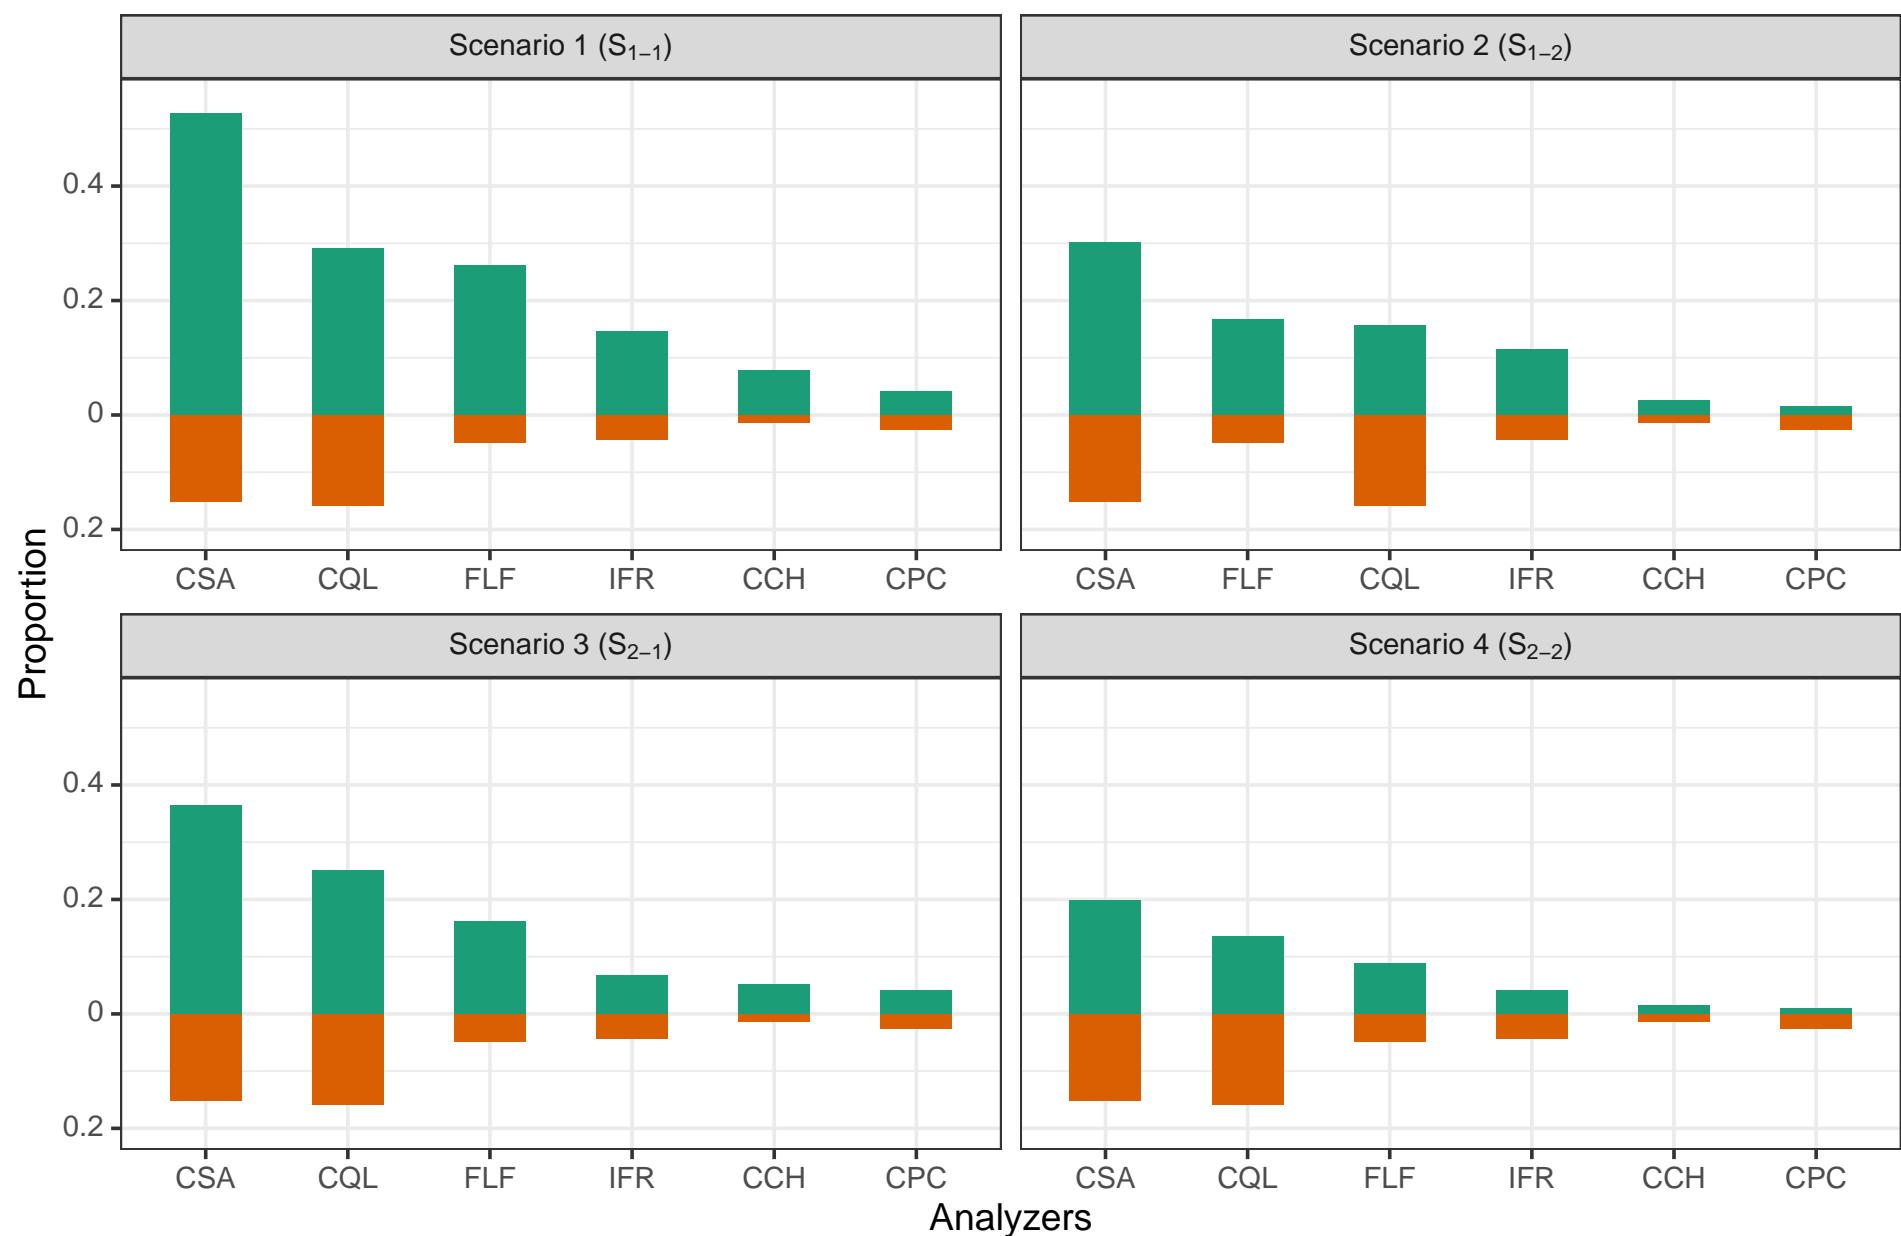 Scenario 1 (S1−1)
Scenario 2 (S1−2)
0.4
0.2
0
0.2
CSA CQL FLF IFR CCH CPC
CSA FLF CQL IFR CCH CPC
Proportion
Scenario 3 (S2−1)
Scenario 4 (S2−2)
0.4
0.2
0
0.2
CSA CQL FLF IFR CCH CPC
CSA CQL FLF IFR CCH CPC
Analyzers